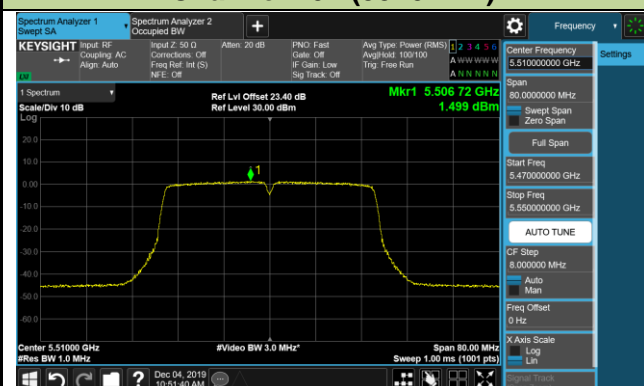 Spectrum Analyzer 1
Swept SA
Spectrum Analyzer 2
Occupied BW
+
Frequency
KEYSIGHT
Input: RF
Coupling: AC
Align: Auto
Input Z: 50 Ω
Corrections: Off
Freq Ref: Int (S)
NFE: Off
Atten: 20 dB
PNO: Fast
Gate: Off
IF Gain: Low
Sig Track: Off
Avg Type: Power (RMS)
Avg|Hold: 100/100
Trig: Free Run
1 2 3 4 5 6
A W W W W W
A N N N N N
Center Frequency
5.510000000 GHz
Settings
Span
80.0000000 MHz
Swept Span
Zero Span
Full Span
Start Freq
5.470000000 GHz
Stop Freq
5.550000000 GHz
AUTO TUNE
CF Step
8.000000 MHz
Auto
Man
Freq Offset
0 Hz
X Axis Scale
Log
Lin
Signal Track
1 Spectrum
Scale/Div 10 dB
Log
Ref Lvl Offset 23.40 dB
Ref Level 30.00 dBm
Mkr1 5.506 72 GHz
1.499 dBm
20.0
10.0
0.00
-10.0
-20.0
-30.0
-40.0
-50.0
-60.0
1
Center 5.51000 GHz
#Res BW 1.0 MHz
#Video BW 3.0 MHz*
Span 80.00 MHz
Sweep 1.00 ms (1001 pts)
Dec 04, 2019
10:51:40 AM